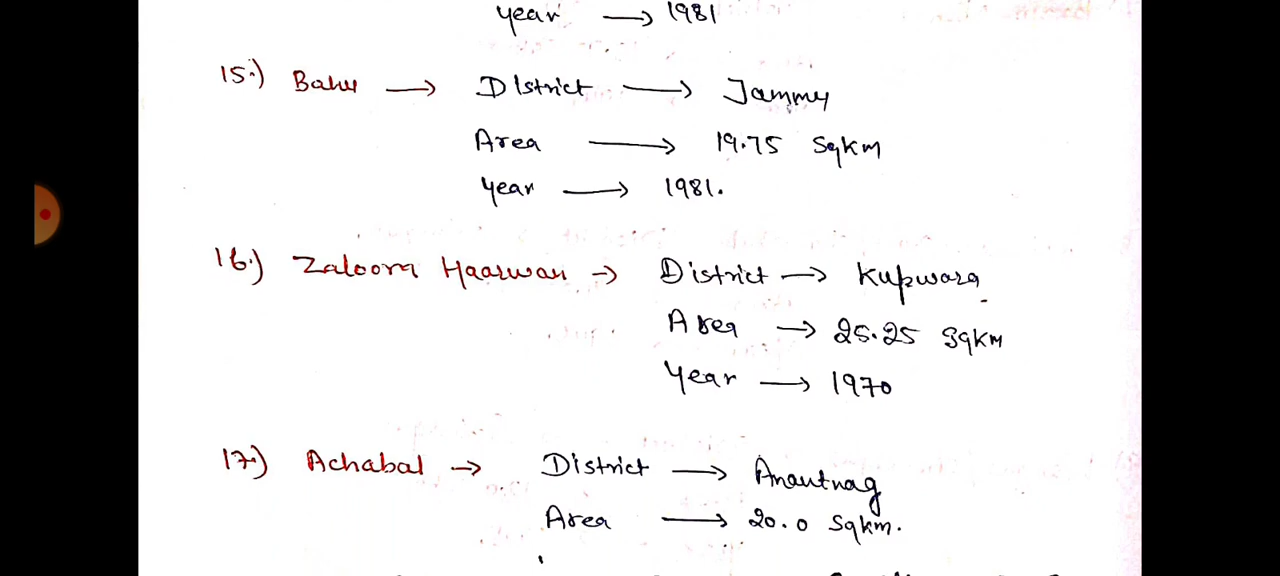 year → 1981
15.) Bahu → District → Jammu
Area → 19.75 Sqkm
year → 1981.
16.) Zaloora Haarwan → District → Kupwara
Area → 25.25 Sqkm
Year → 1970
17.) Achabal → District → Anantnag
Area → 20.0 Sqkm.